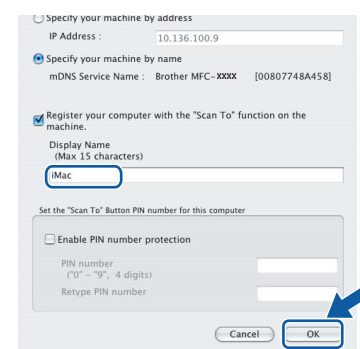 Specify your machine by address
IP Address : 10.136.100.9
Specify your machine by name
mDNS Service Name : Brother MFC-XXXX [00807748A458]
Register your computer with the "Scan To" function on the
machine.
Display Name
(Max 15 characters)
iMac
Set the "Scan To" Button PIN number for this computer
Enable PIN number protection
PIN number
("0" - "9", 4 digits)
Retype PIN number
Cancel OK